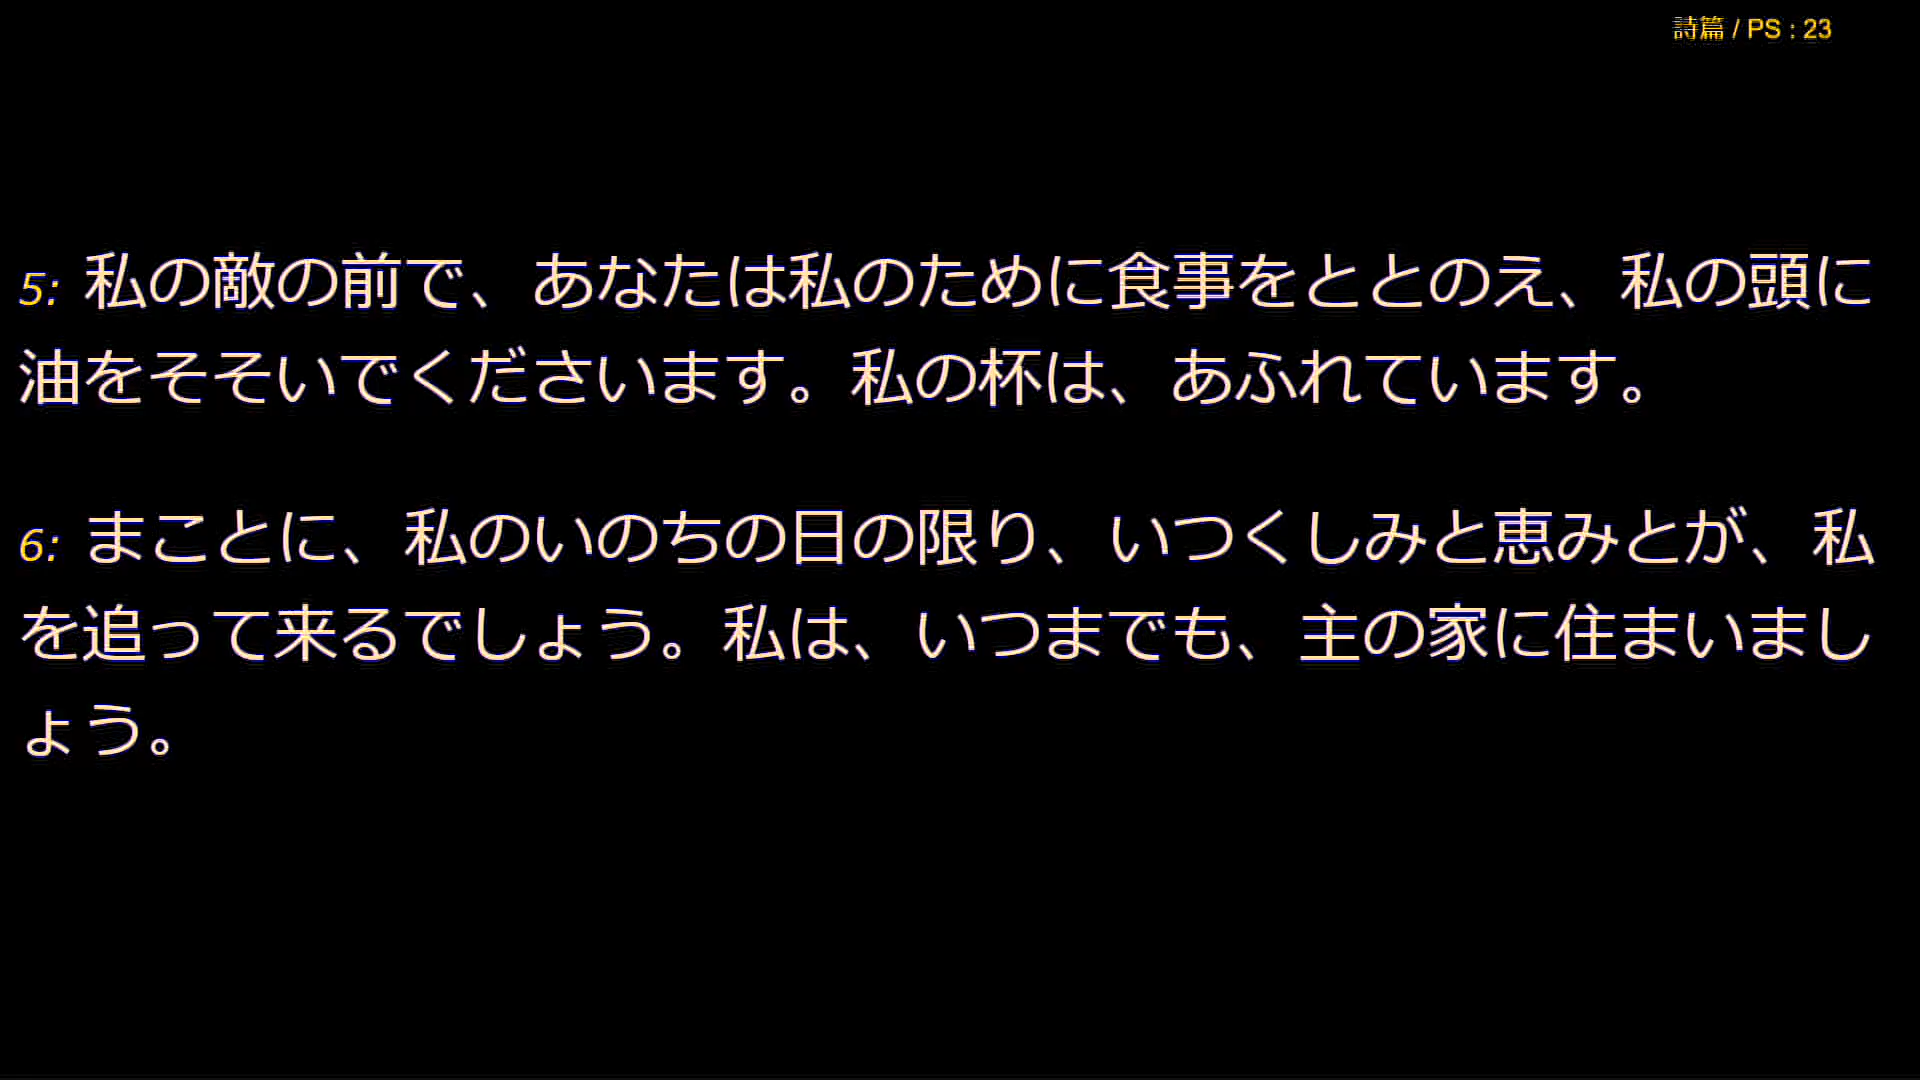 詩篇 / PS : 23
5: 私の敵の前で、あなたは私のために食事をととのえ、私の頭に
油をそそいでくださいます。私の杯は、あふれています。
6: まことに、私のいのちの日の限り、いつくしみと恵みとが、私
を追って来るでしょう。私は、いつまでも、主の家に住まいまし
ょう。